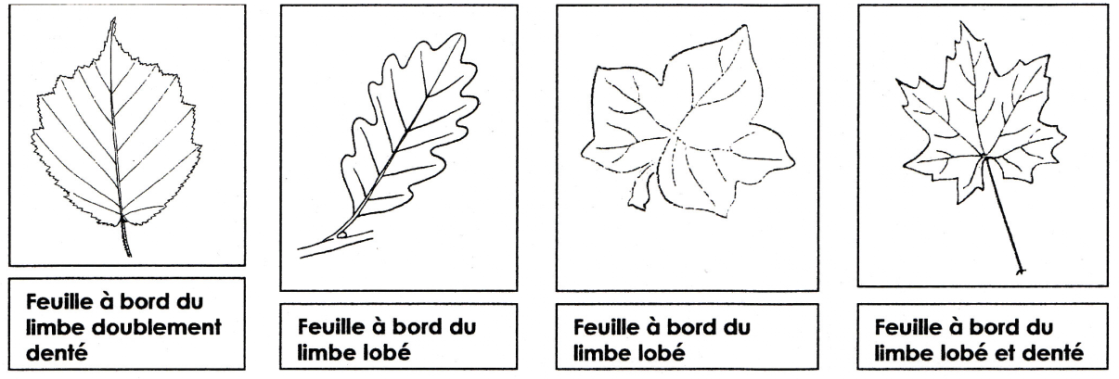 Feuille à bord du
limbe doublement
denté
Feuille à bord du
limbe lobé
Feuille à bord du
limbe lobé
Feuille à bord du
limbe lobé et denté